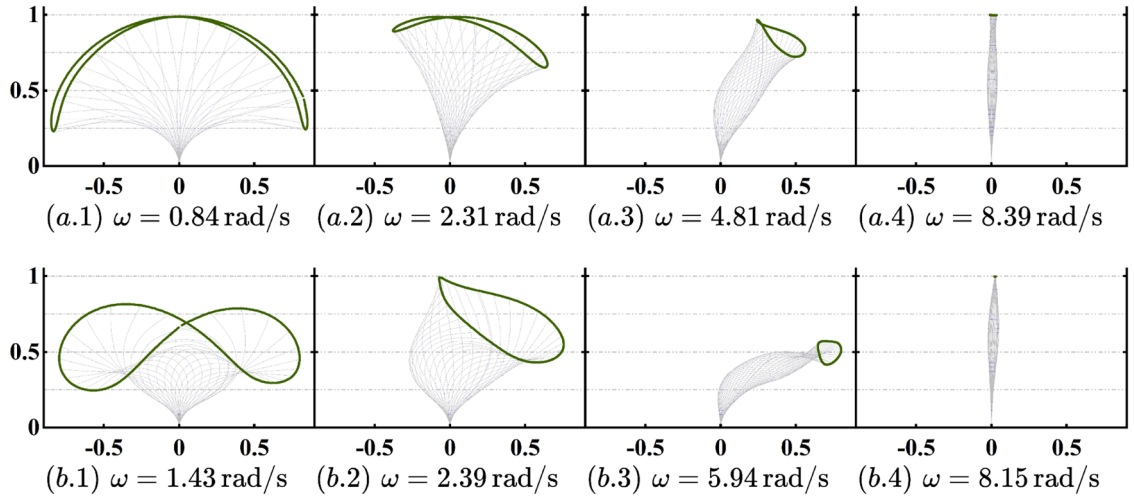 1
0.5
0
-0.5 0 0.5 -0.5 0 0.5 -0.5 0 0.5 -0.5 0 0.5
(a.1) ω = 0.84 rad/s (a.2) ω = 2.31 rad/s (a.3) ω = 4.81 rad/s (a.4) ω = 8.39 rad/s
1
0.5
0
-0.5 0 0.5 -0.5 0 0.5 -0.5 0 0.5 -0.5 0 0.5
(b.1) ω = 1.43 rad/s (b.2) ω = 2.39 rad/s (b.3) ω = 5.94 rad/s (b.4) ω = 8.15 rad/s